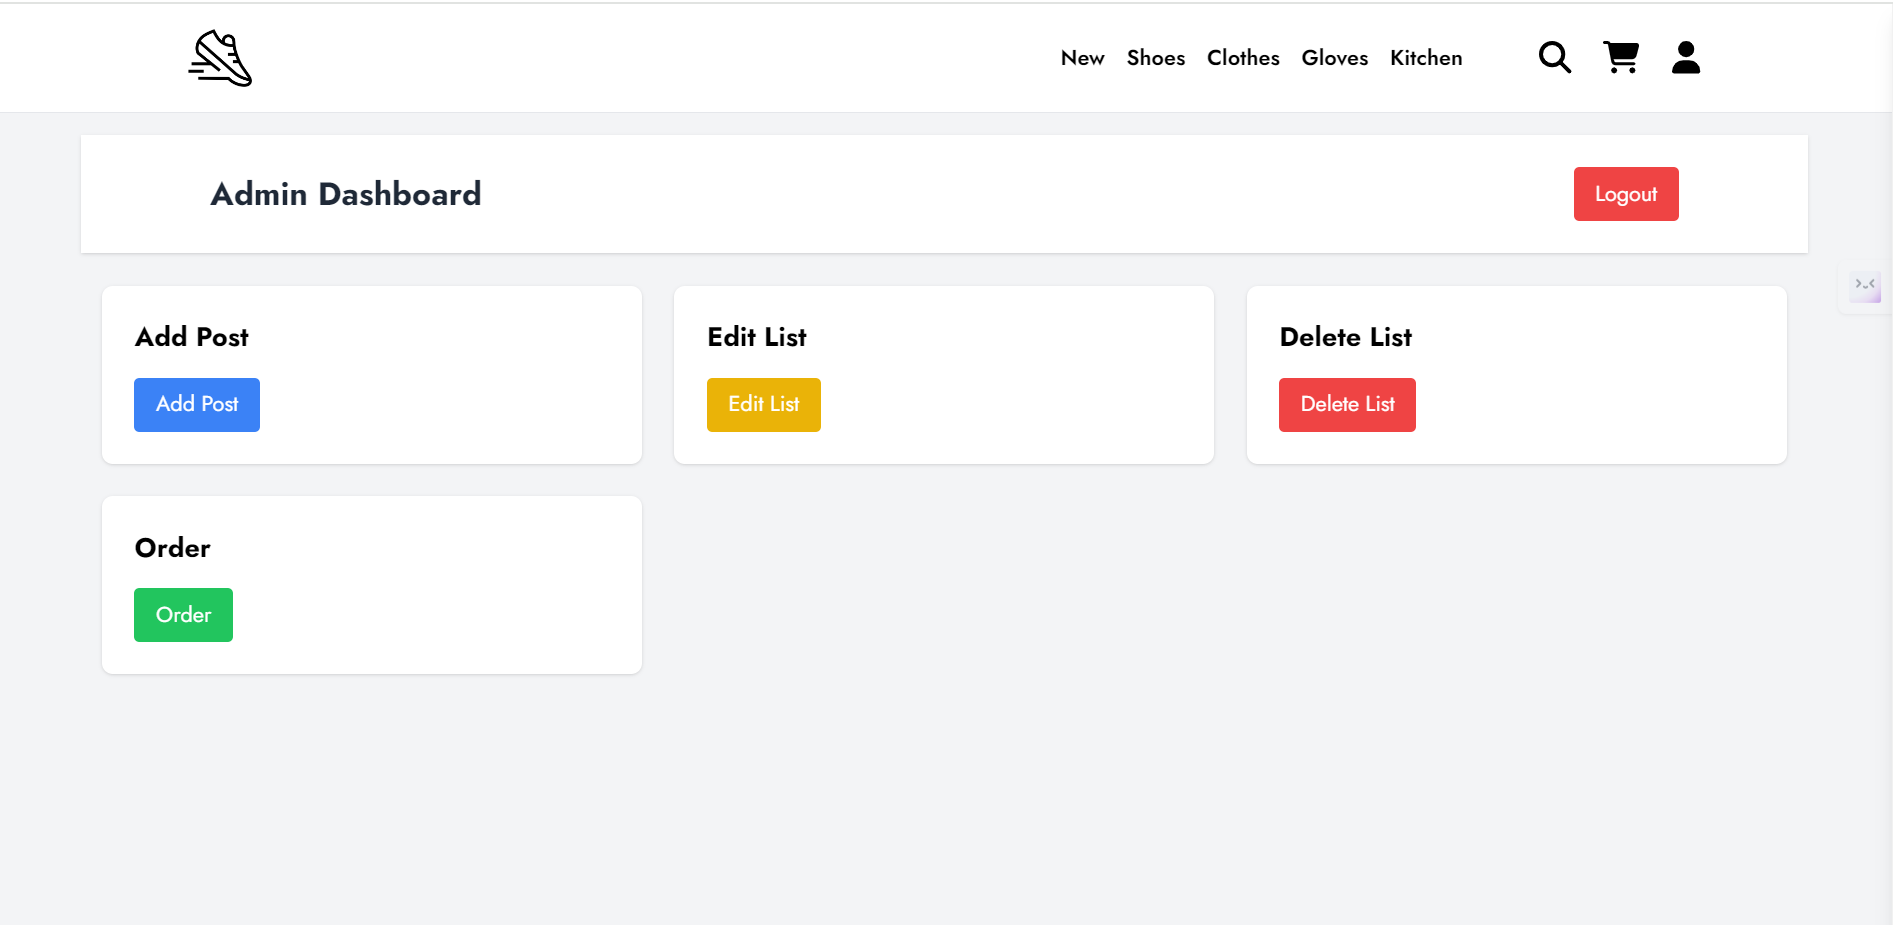 New Shoes Clothes Gloves Kitchen
Admin Dashboard
Logout
Add Post
Add Post
Edit List
Edit List
Delete List
Delete List
Order
Order